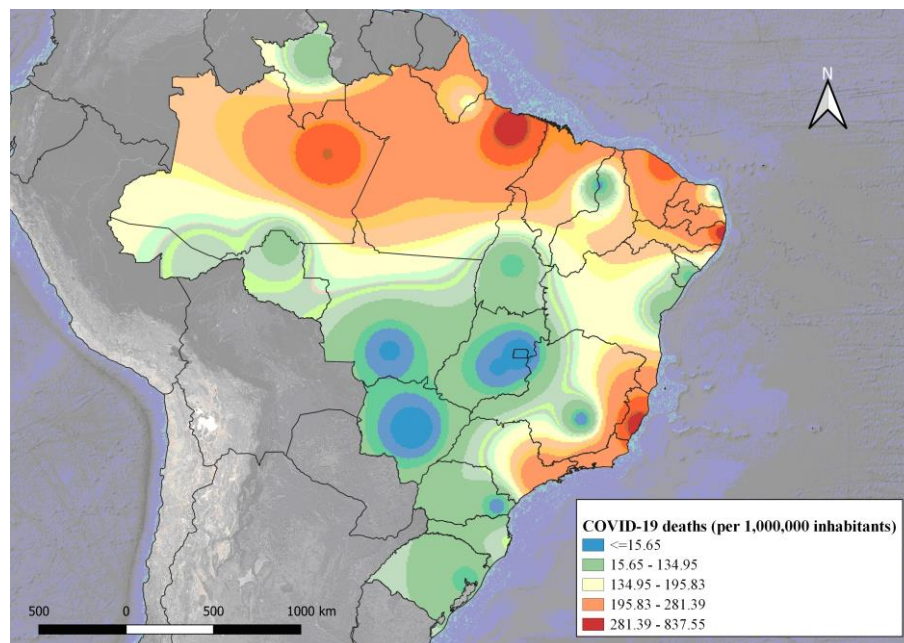 N
COVID-19 deaths (per 1,000,000 inhabitants)
<=15.65
15.65 - 134.95
134.95 - 195.83
195.83 - 281.39
281.39 - 837.55
500 0 500 1000 km